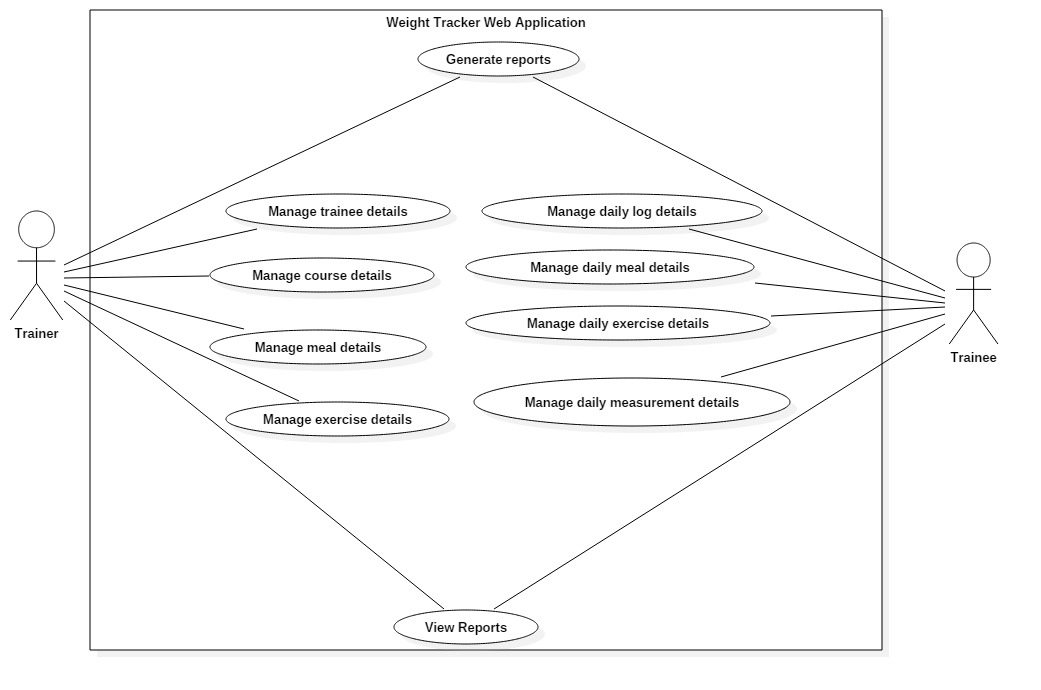 Weight Tracker Web Application
Generate reports
Manage trainee details
Manage daily log details
Manage course details
Manage daily meal details
Manage daily exercise details
Trainer
Manage meal details
Trainee
Manage daily measurement details
Manage exercise details
View Reports